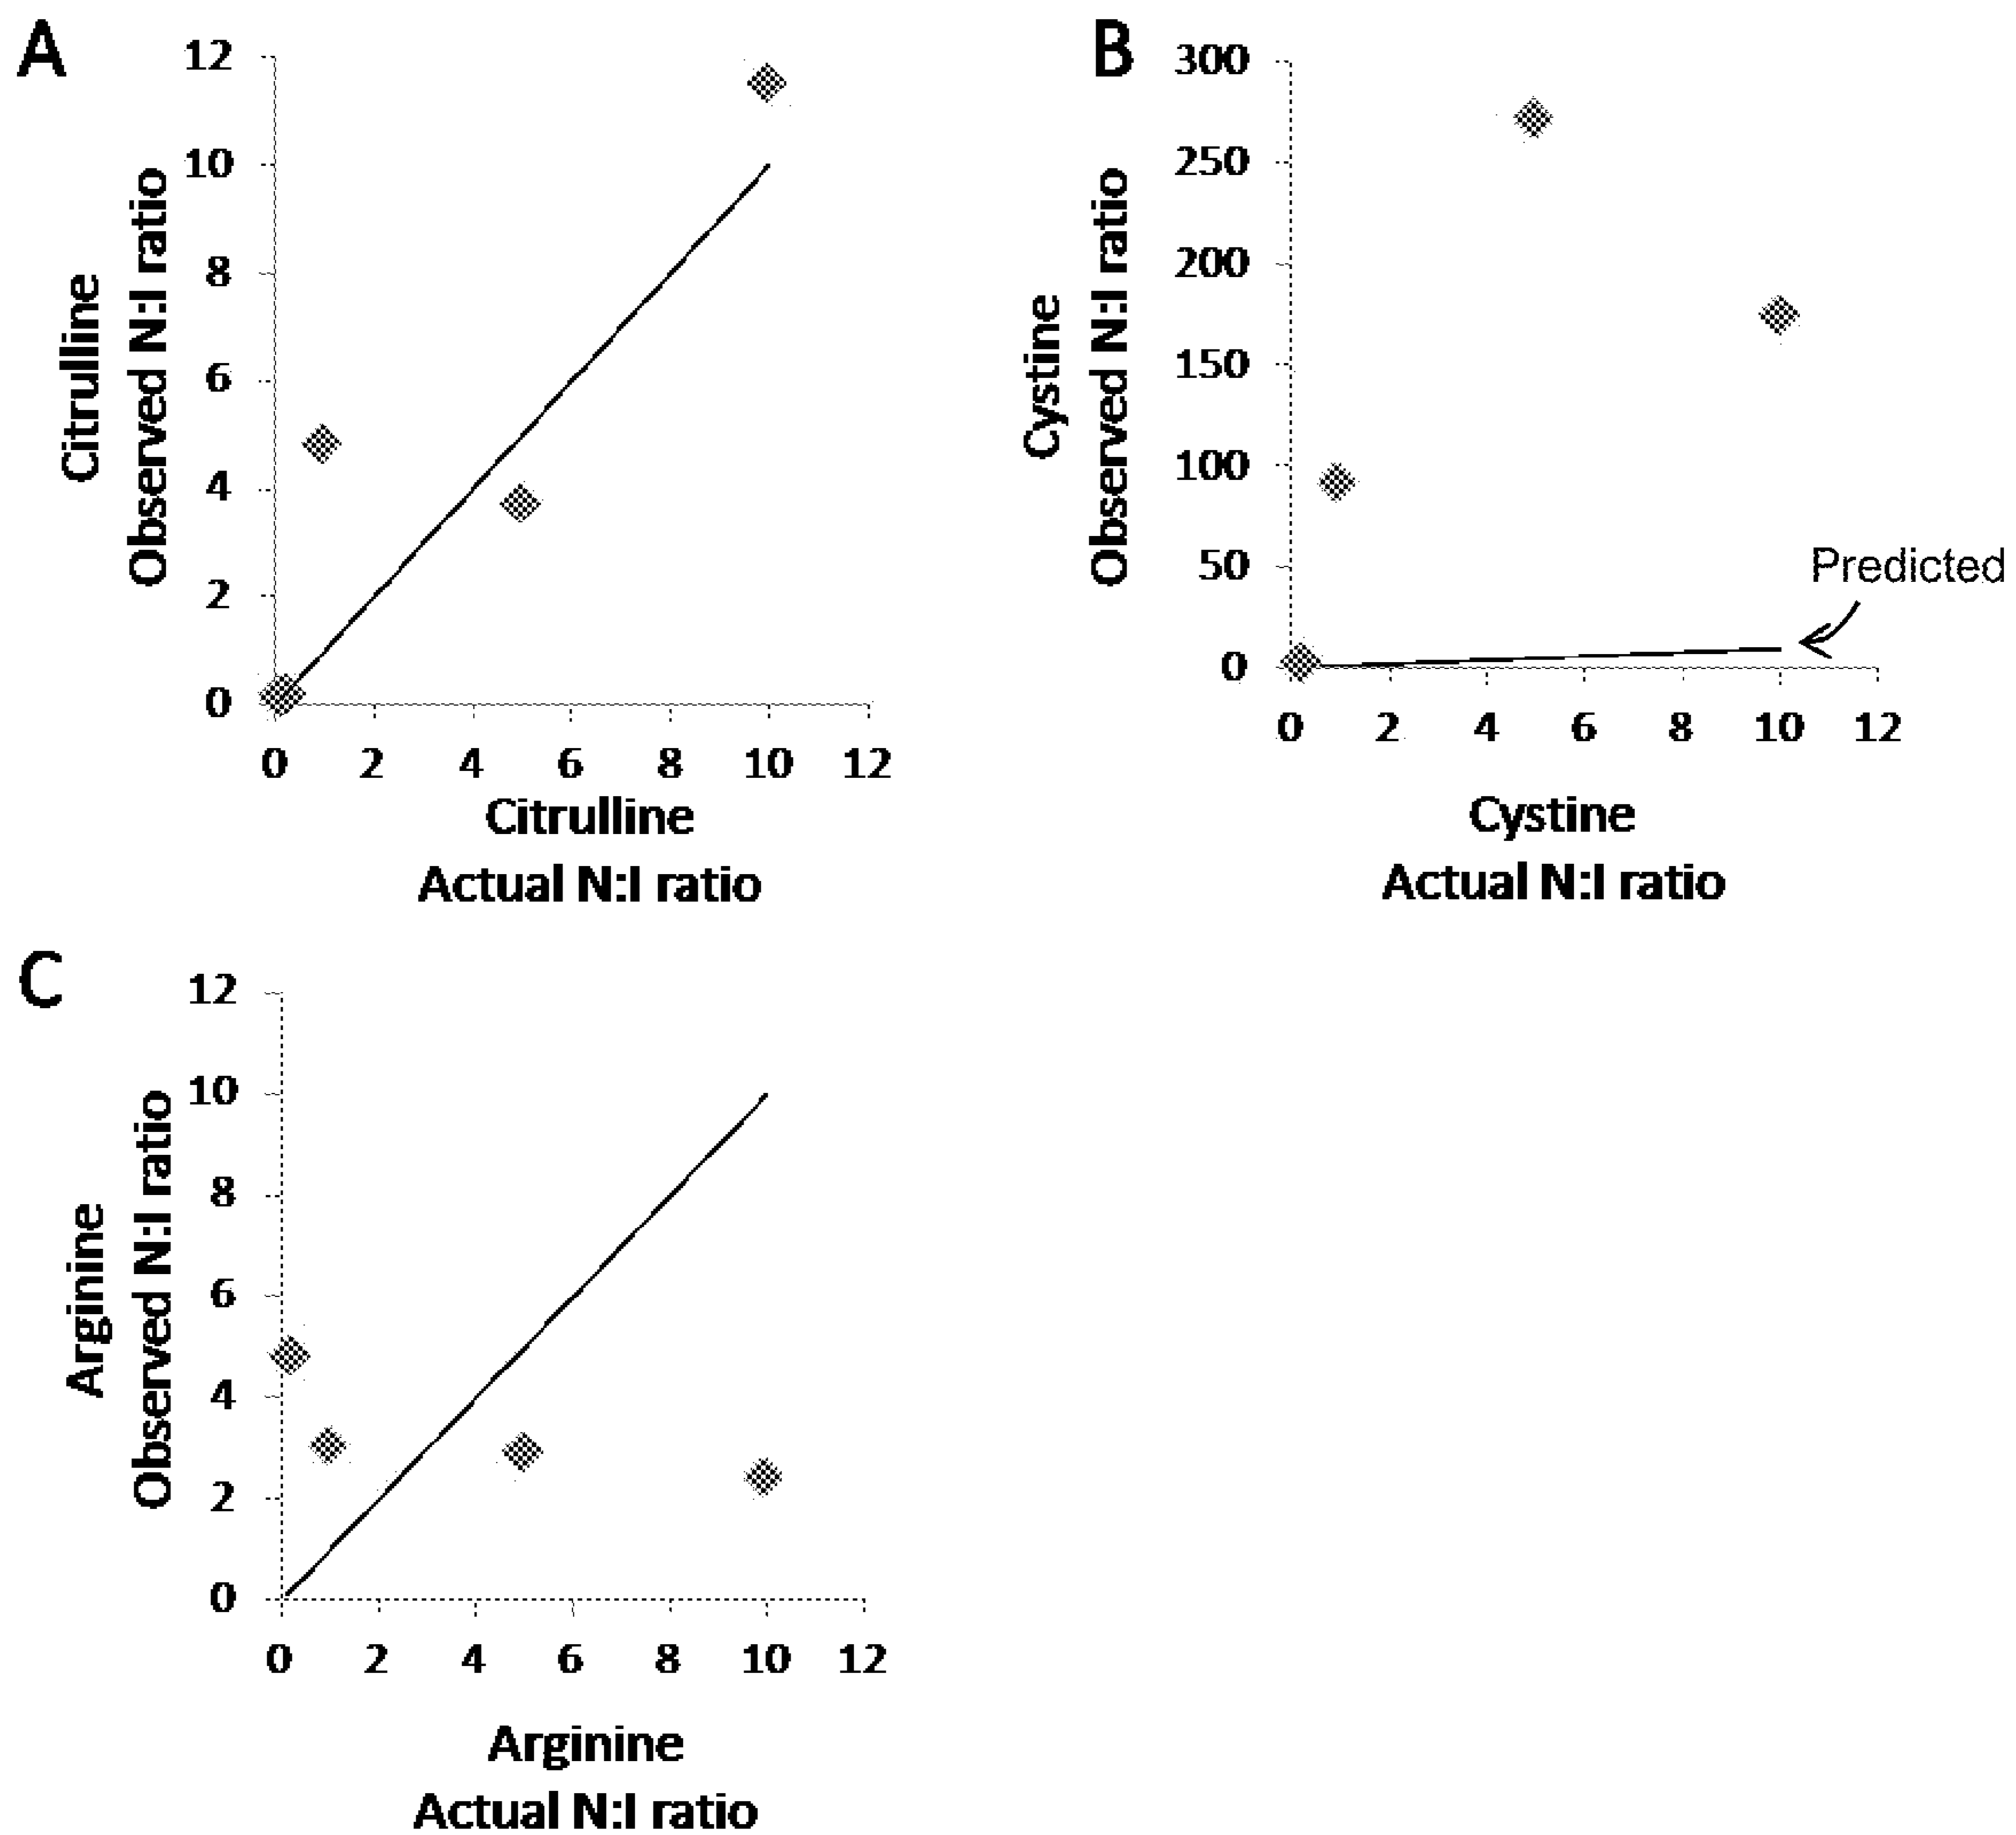 A
12
10
8
6
4
2
0
Citrulline
Observed N:I ratio
0 2 4 6 8 10 12
Citrulline
Actual N:I ratio
B
300
250
200
150
100
50
0
Cystine
Observed N:I ratio
Predicted
0 2 4 6 8 10 12
Cystine
Actual N:I ratio
C
12
10
8
6
4
2
0
Arginine
Observed N:I ratio
0 2 4 6 8 10 12
Arginine
Actual N:I ratio